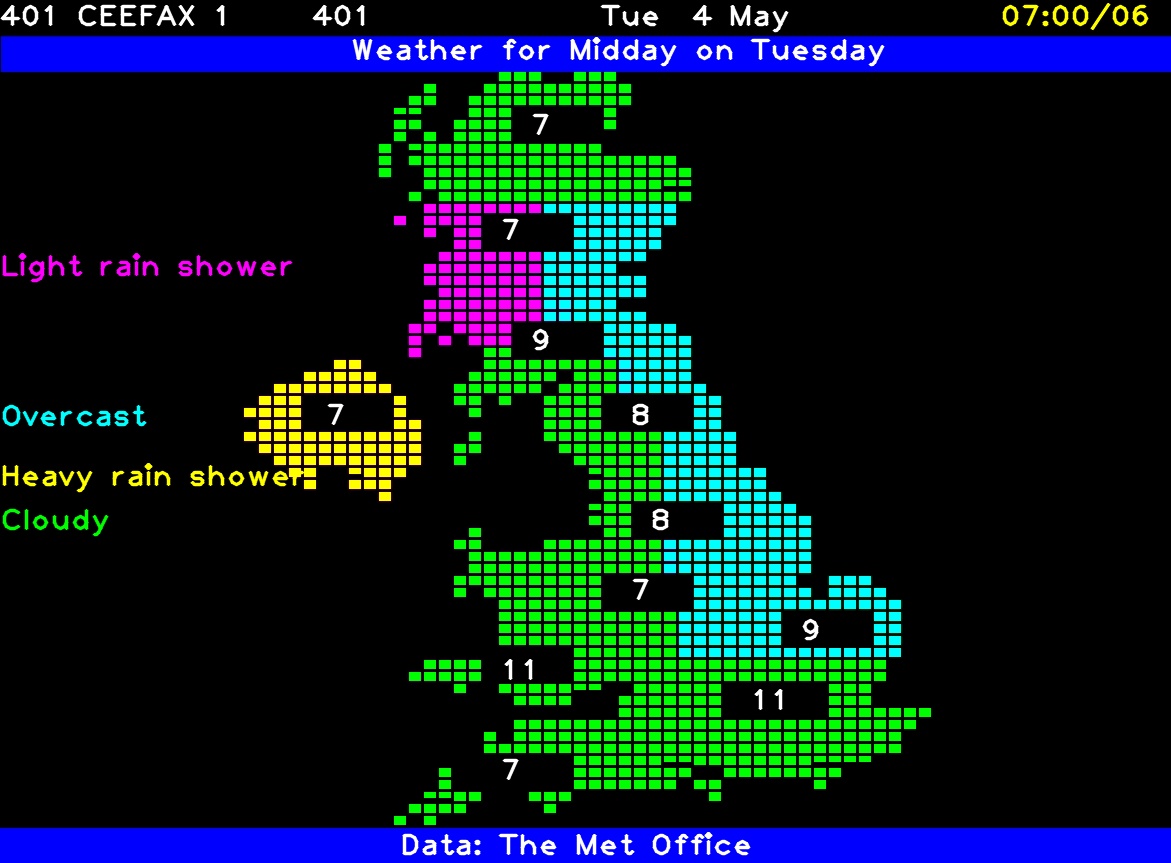 401 CEEFAX 1 401 Tue 4 May 07:00/06
Weather for Midday on Tuesday
7
7
Light rain shower
9
Overcast 7 8
Heavy rain shower
Cloudy 8
7
9
11
11
7
Data: The Met Office